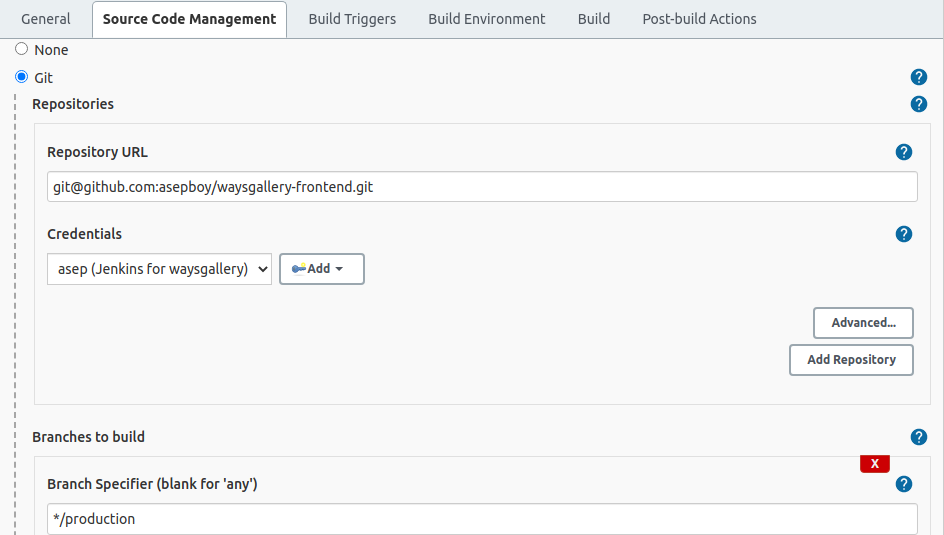 General Source Code Management Build Triggers Build Environment Build Post-build Actions
None
Git ?
Repositories ?
Repository URL ?
git@github.com:asepboy/waysgallery-frontend.git
Credentials ?
asep (Jenkins for waysgallery) Add
Advanced...
Add Repository
Branches to build ?
X
Branch Specifier (blank for 'any') ?
*/production